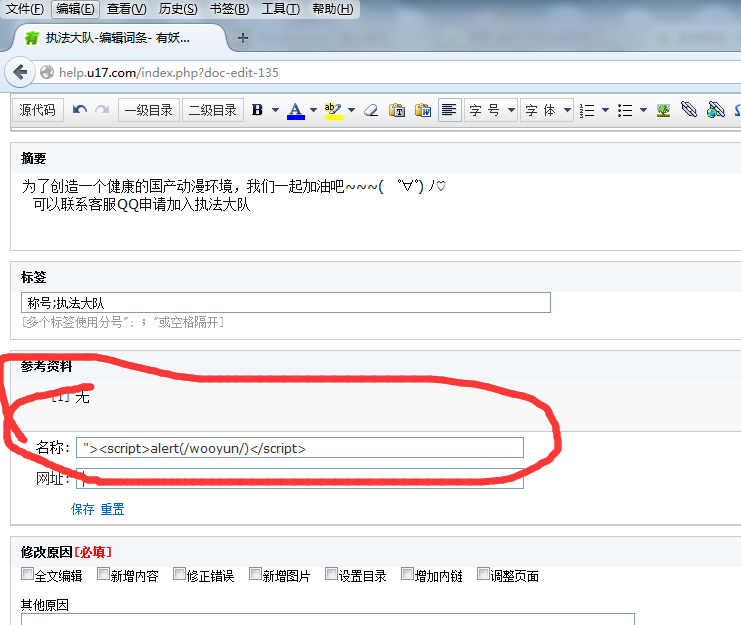 文件(F) 编辑(E) 查看(V) 历史(S) 书签(B) 工具(T) 帮助(H)
有 执法大队-编辑词条- 有妖...
help.u17.com/index.php?doc-edit-135
源代码 一级目录 二级目录 B A ab 字 号 字 体
摘要
为了创造一个健康的国产动漫环境，我们一起加油吧~~~( ゜∀゜) ﾉ♡
可以联系客服QQ申请加入执法大队
标签
称号;执法大队
[多个标签使用分号“；；”或空格隔开]
参考资料
[1] 无
名称： "><script>alert(/wooyun/)</script>
网址：
保存 重置
修改原因[必填]
全文编辑 新增内容 修正错误 新增图片 设置目录 增加内链 调整页面
其他原因